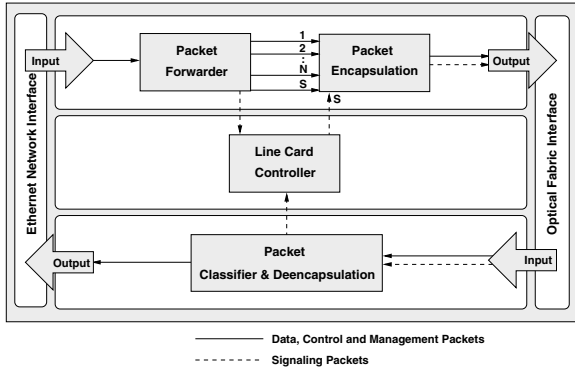 Ethernet Network Interface
Input
Packet
Forwarder
1
2
:
N
S
Packet
Encapsulation
Output
S
Line Card
Controller
Optical Fabric Interface
Output
Packet
Classifier & Deencapsulation
Input
Data, Control and Management Packets
Signaling Packets